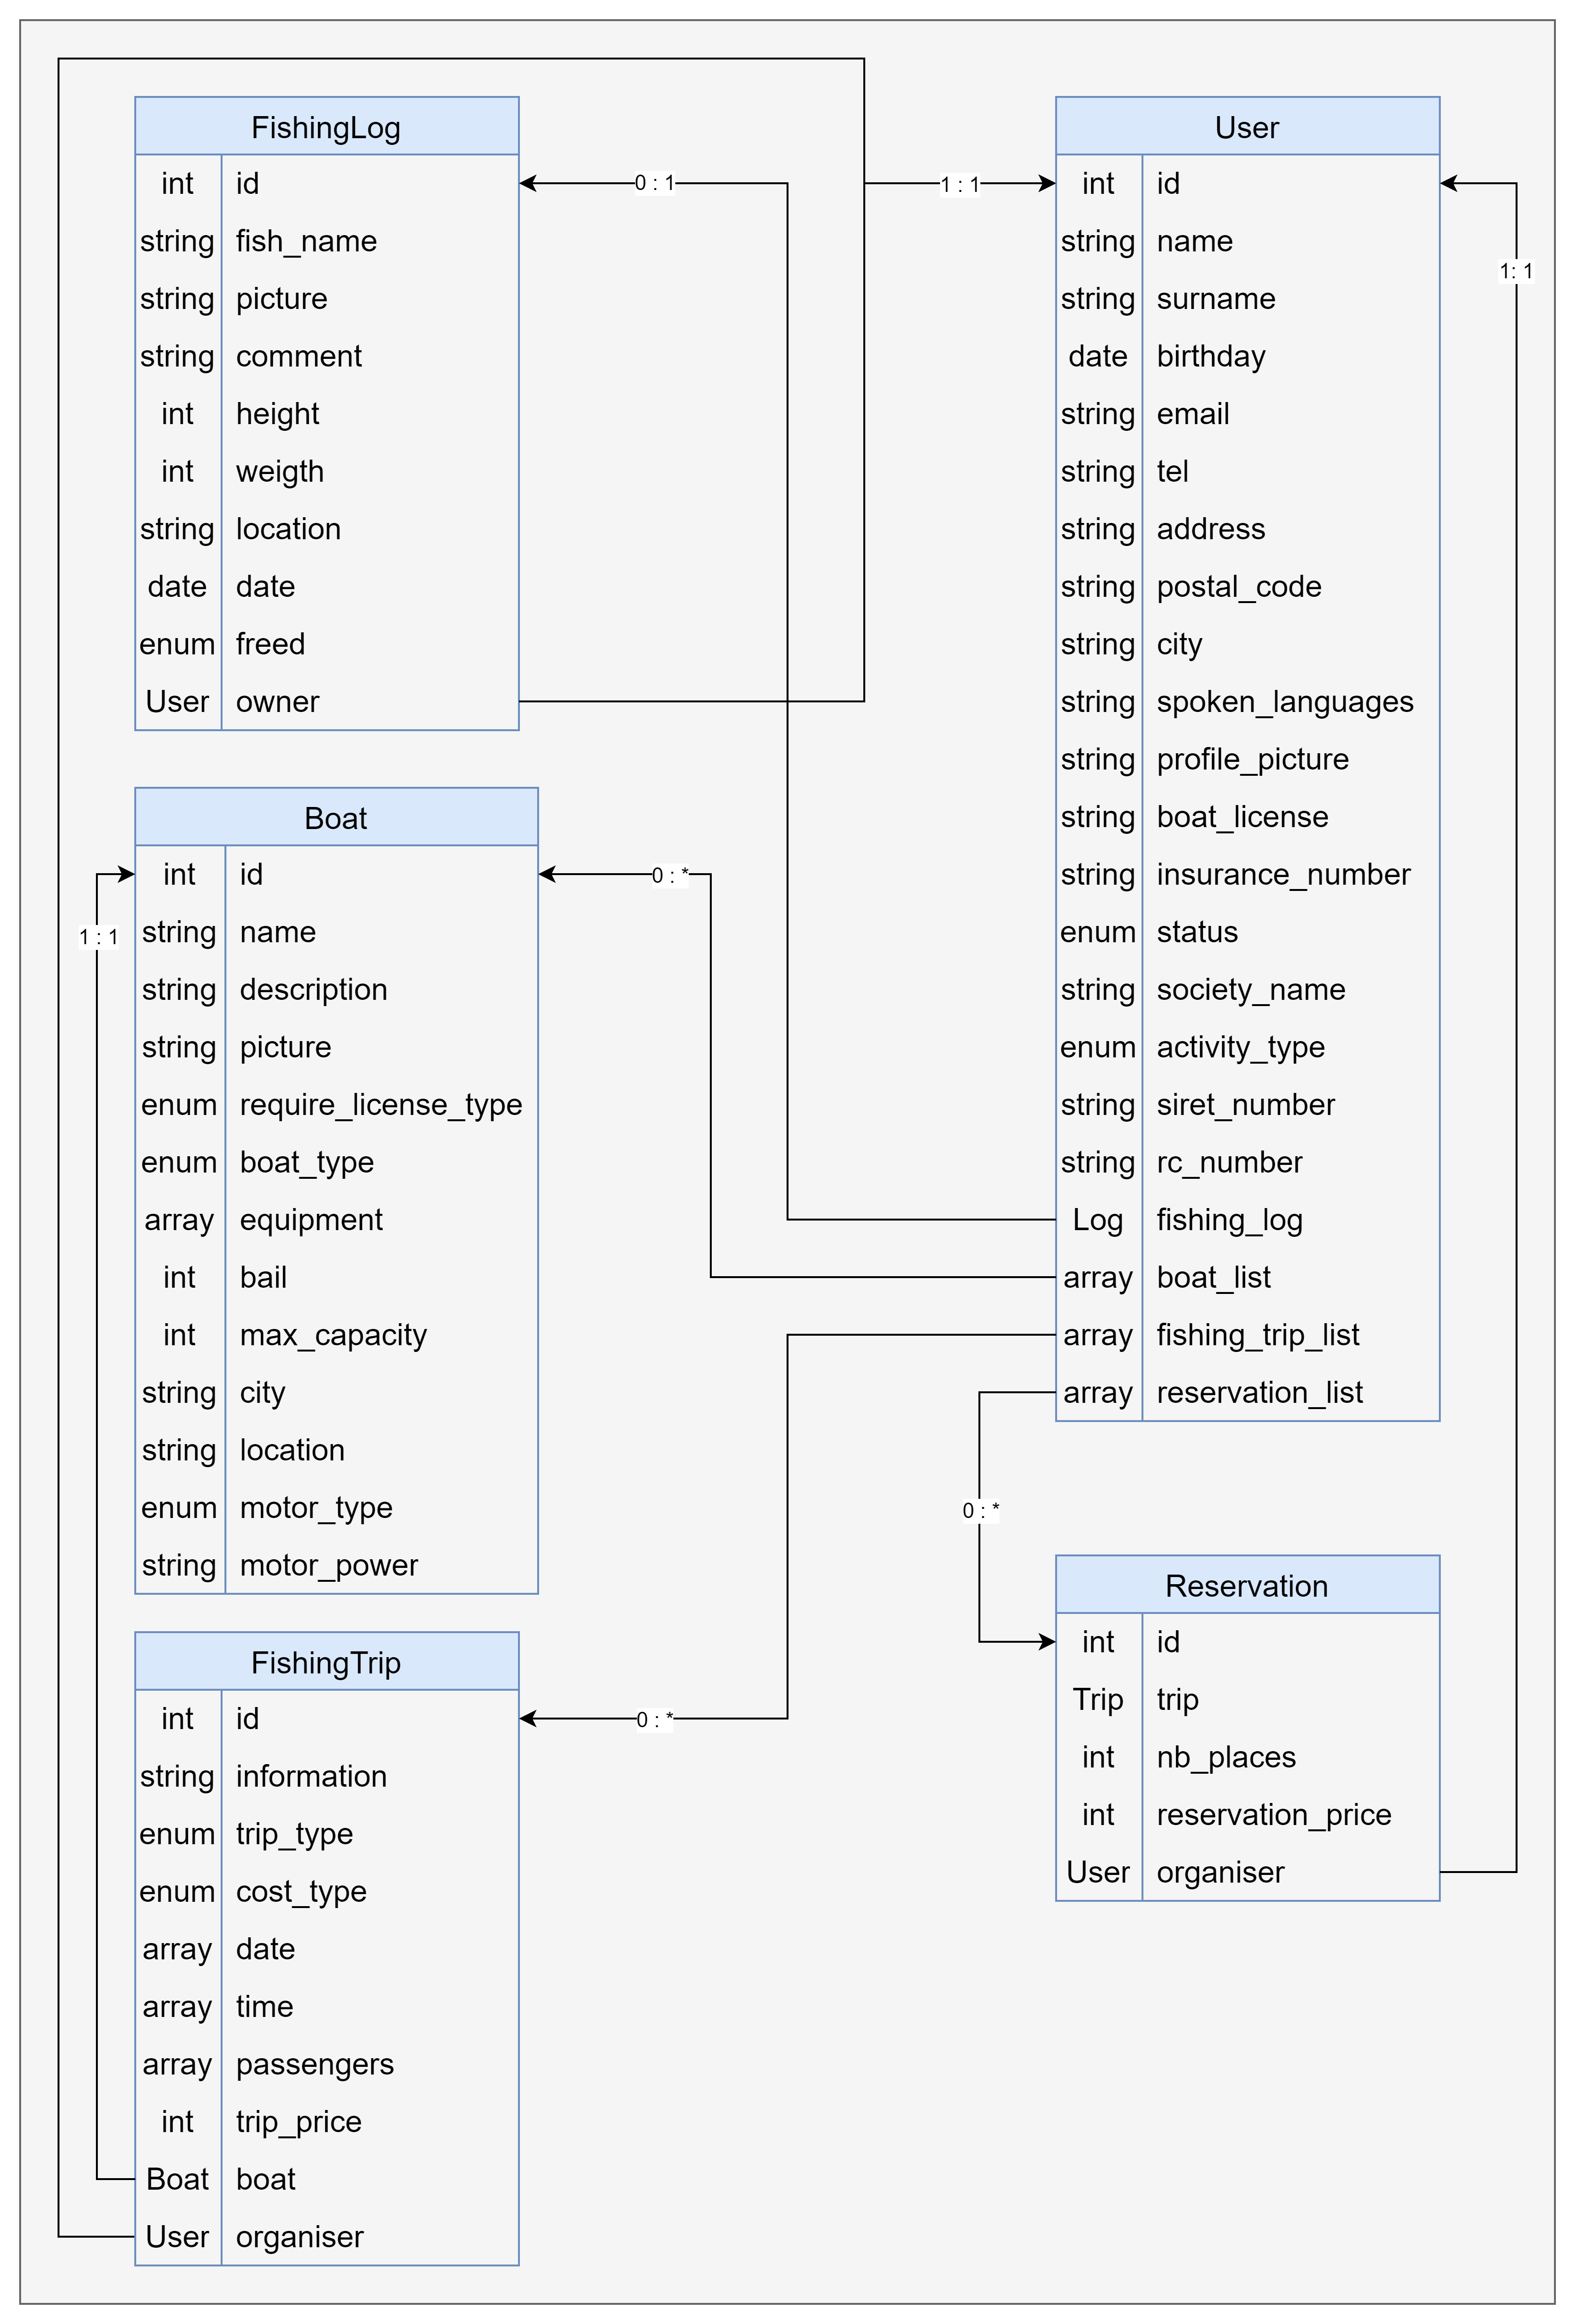 FishingLog
int id
string fish_name
string picture
string comment
int height
int weigth
string location
date date
enum freed
User owner
0 : 1
1 : 1
User
int id
string name
string surname
date birthday
string email
string tel
string address
string postal_code
string city
string spoken_languages
string profile_picture
string boat_license
string insurance_number
enum status
string society_name
enum activity_type
string siret_number
string rc_number
Log fishing_log
array boat_list
array fishing_trip_list
array reservation_list
1: 1
Boat
int id
string name
string description
string picture
enum require_license_type
enum boat_type
array equipment
int bail
int max_capacity
string city
string location
enum motor_type
string motor_power
1 : 1
0 : *
0 : *
Reservation
int id
Trip trip
int nb_places
int reservation_price
User organiser
FishingTrip
int id
string information
enum trip_type
enum cost_type
array date
array time
array passengers
int trip_price
Boat boat
User organiser
0 : *